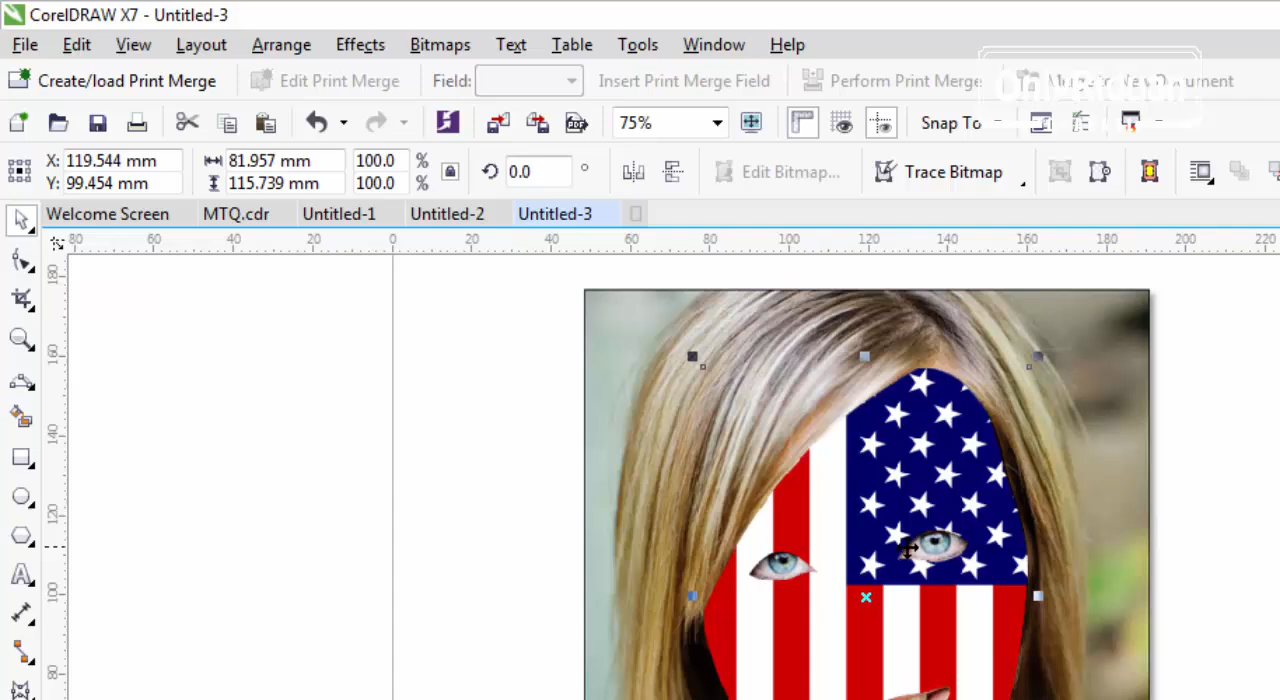 CorelDRAW X7 - Untitled-3
File Edit View Layout Arrange Effects Bitmaps Text Table Tools Window Help
Create/load Print Merge Edit Print Merge Field: Insert Print Merge Field Perform Print Merge Document
75% Snap To
X: 119.544 mm 81.957 mm 100.0 %
Y: 99.454 mm 115.739 mm 100.0 %
0.0 ° Edit Bitmap... Trace Bitmap
Welcome Screen MTQ.cdr Untitled-1 Untitled-2 Untitled-3
80 60 40 20 0 20 40 60 80 100 120 140 160 180 200 220
180
160
140
120
100
80